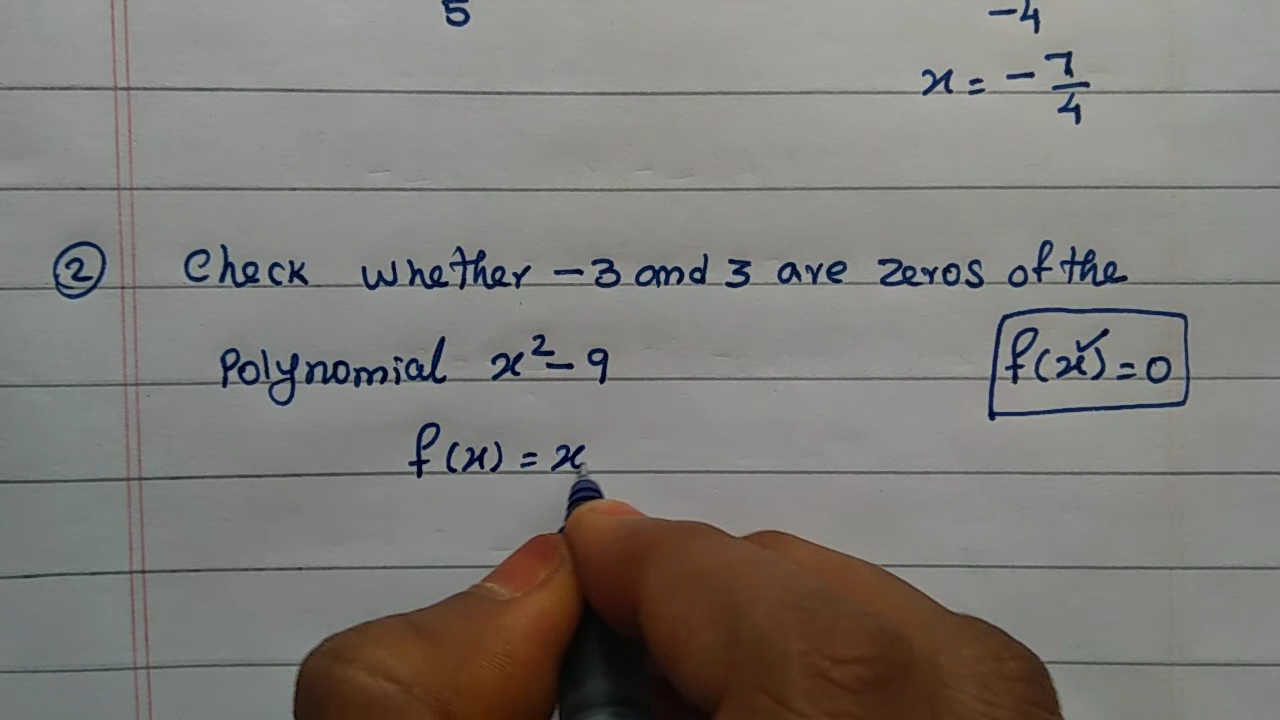 5
-4
x = - 7/4
② Check whether -3 and 3 are zeros of the
Polynomial x² - 9
f(x) = 0
f(x) = x